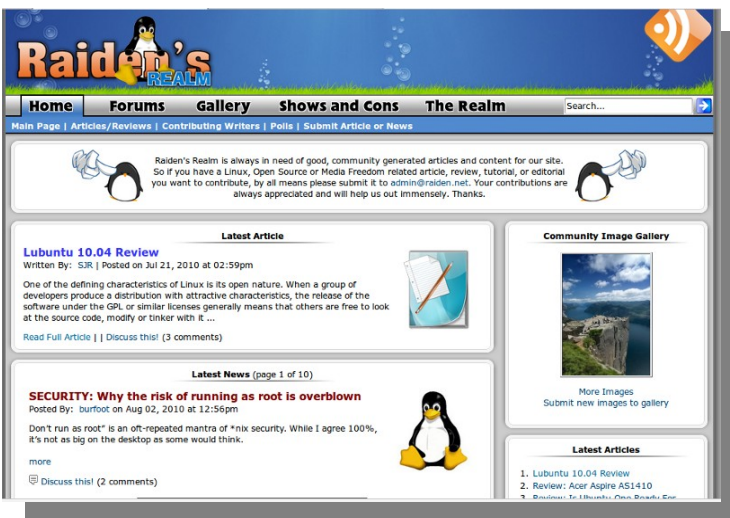 Raiden's
REALM
Home Forums Gallery Shows and Cons The Realm Search...
Main Page | Articles/Reviews | Contributing Writers | Polls | Submit Article or News
Raiden's Realm is always in need of good, community generated articles and content for our site.
So if you have a Linux, Open Source or Media Freedom related article, review, tutorial, or editorial
you want to contribute, by all means please submit it to admin@raiden.net. Your contributions are
always appreciated and will help us out immensely. Thanks.
Latest Article
Lubuntu 10.04 Review
Written By: SJR | Posted on Jul 21, 2010 at 02:59pm
One of the defining characteristics of Linux is its open nature. When a group of
developers produce a distribution with attractive characteristics, the release of the
software under the GPL or similar licenses generally means that others are free to look
at the source code, modify or tinker with it ...
Read Full Article | | Discuss this! (3 comments)
Latest News (page 1 of 10)
SECURITY: Why the risk of running as root is overblown
Posted By: burfoot on Aug 02, 2010 at 12:56pm
Don't run as root" is an oft-repeated mantra of *nix security. While I agree 100%,
it's not as big on the desktop as some would think.
more
Discuss this! (2 comments)
Community Image Gallery
More Images
Submit new images to gallery
Latest Articles
1. Lubuntu 10.04 Review
2. Review: Acer Aspire AS1410
3. Review: Is Ubuntu One Ready For